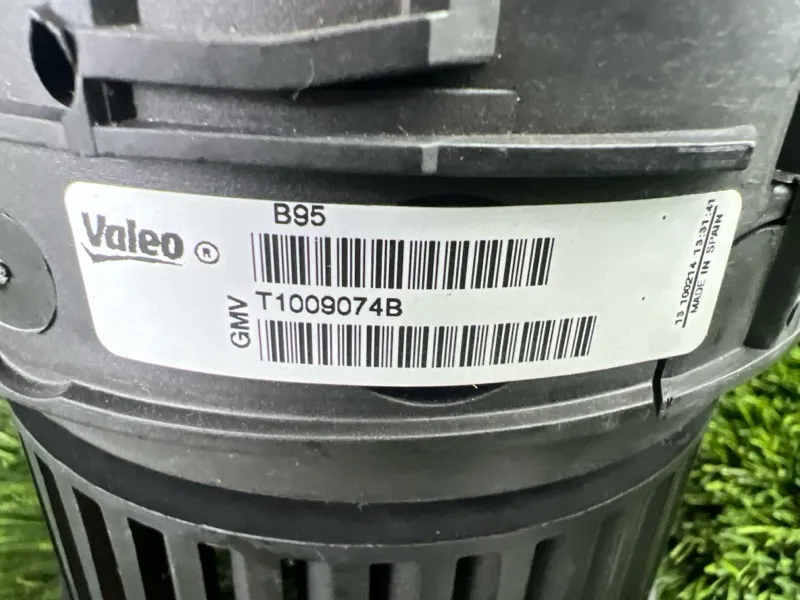 Valeo ®
B95
GMV T1009074B
13 100214 13:31:41
MADE IN SPAIN